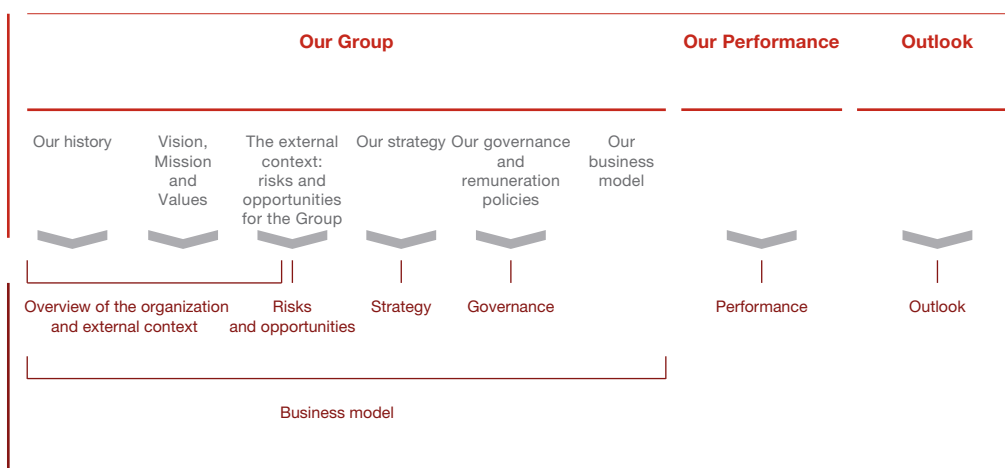 Our Group
Our Performance
Outlook
Our history
Vision,
Mission
and
Values
The external
context:
risks and
opportunities
for the Group
Our strategy
Our governance
and
remuneration
policies
Our
business
model
Overview of the organization
and external context
Risks
and opportunities
Strategy
Governance
Performance
Outlook
Business model